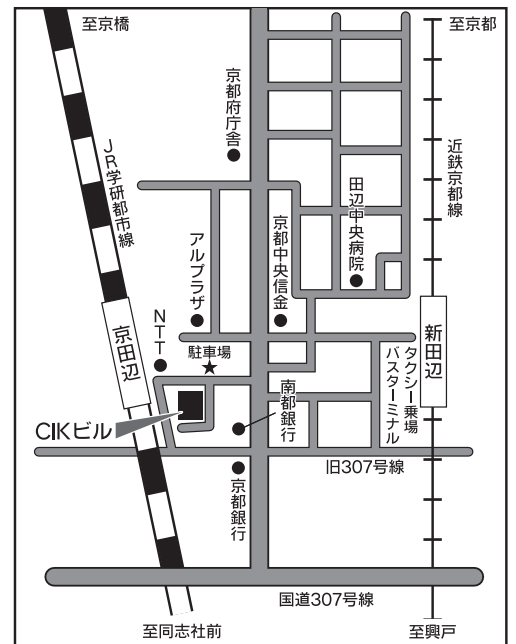 至京橋
至京都
京都府庁舎
JR学研都市線
近鉄京都線
田辺中央病院
京都中央信金
アルプラザ
NTT
駐車場
京田辺
新田辺
タクシー乗場
バスターミナル
南都銀行
CIKビル
旧307号線
京都銀行
国道307号線
至同志社前
至興戸